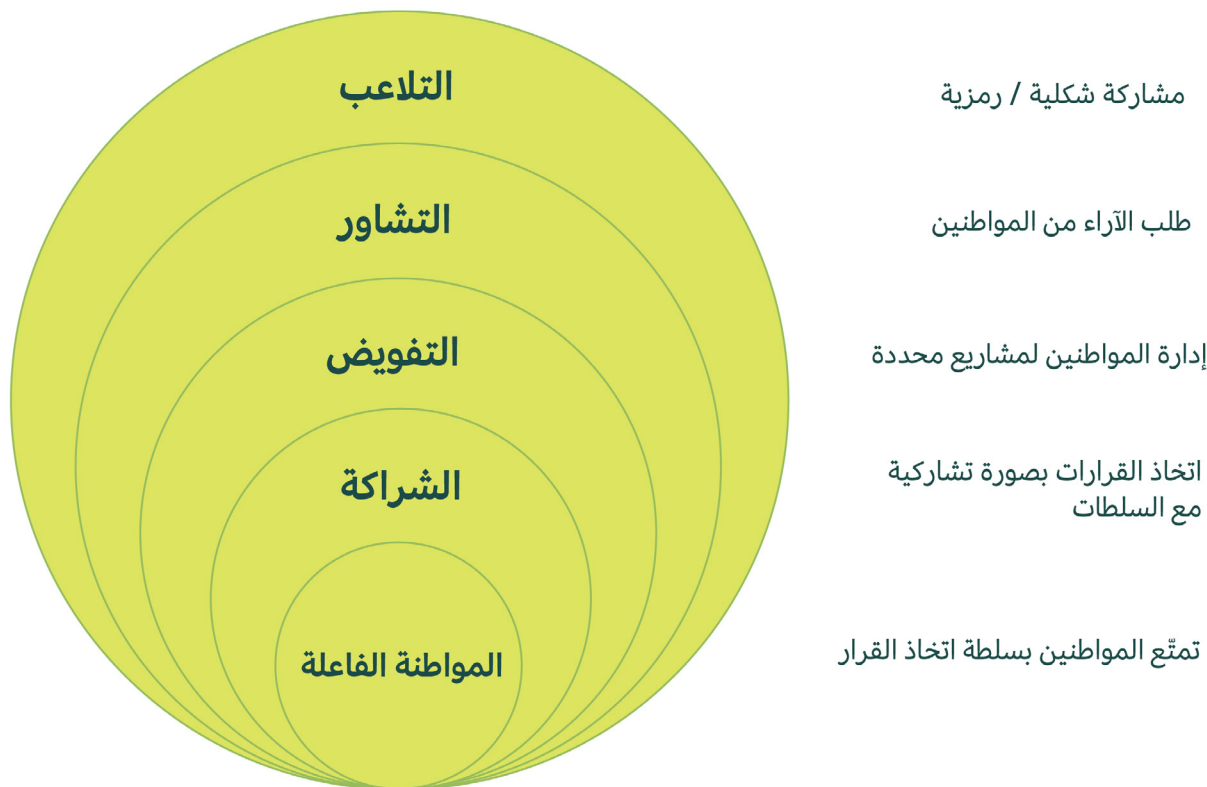 التلاعب
مشاركة شكلية / رمزية
التشاور
طلب الآراء من المواطنين
التفويض
إدارة المواطنين لمشاريع محددة
الشراكة
اتخاذ القرارات بصورة تشاركية
مع السلطات
المواطنة الفاعلة
تمتّع المواطنين بسلطة اتخاذ القرار